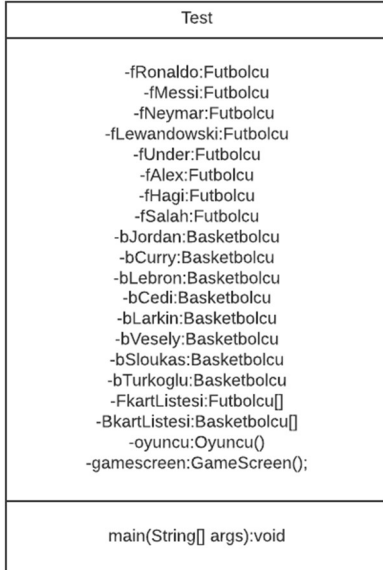 Test
-fRonaldo:Futbolcu
-fMessi:Futbolcu
-fNeymar:Futbolcu
-fLewandowski:Futbolcu
-fUnder:Futbolcu
-fAlex:Futbolcu
-fHagi:Futbolcu
-fSalah:Futbolcu
-bJordan:Basketbolcu
-bCurry:Basketbolcu
-bLebron:Basketbolcu
-bCedi:Basketbolcu
-bLarkin:Basketbolcu
-bVesely:Basketbolcu
-bSloukas:Basketbolcu
-bTurkoglu:Basketbolcu
-FkartListesi:Futbolcu[]
-BkartListesi:Basketbolcu[]
-oyuncu:Oyuncu()
-gamescreen:GameScreen();
main(String[] args):void